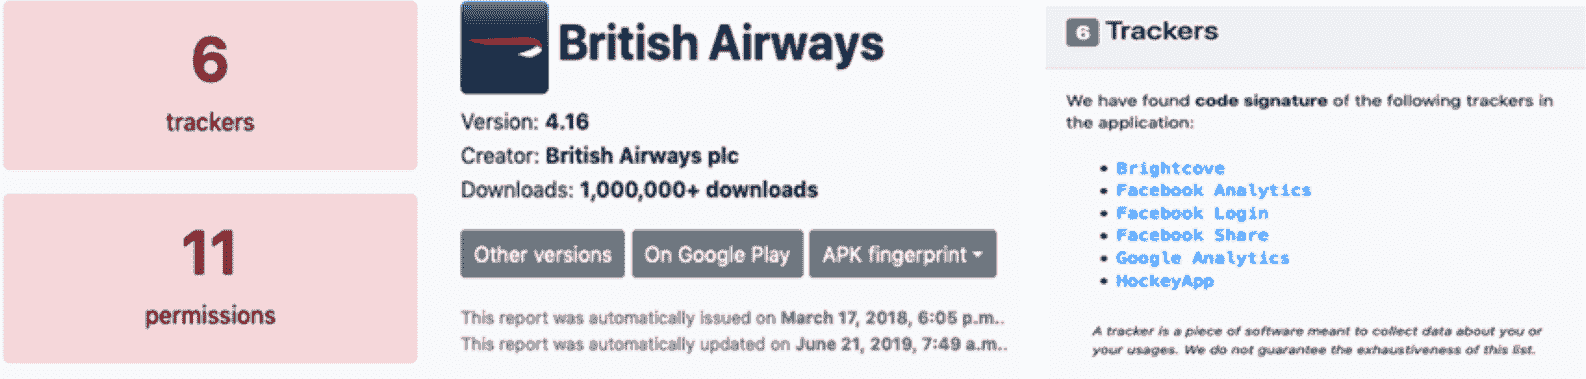 6
trackers
11
permissions
British Airways
Version: 4.16
Creator: British Airways plc
Downloads: 1,000,000+ downloads
Other versions
On Google Play
APK fingerprint
This report was automatically issued on March 17, 2018, 6:05 p.m..
This report was automatically updated on June 21, 2019, 7:49 a.m..
6 Trackers
We have found code signature of the following trackers in
the application:
• Brightcove
• Facebook Analytics
• Facebook Login
• Facebook Share
• Google Analytics
• HockeyApp
A tracker is a piece of software meant to collect data about you or
your usages. We do not guarantee the exhaustiveness of this list.